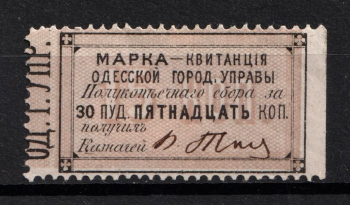 МАРКА—КВИТАНЦІЯ
ОДЕССКОЙ ГОРОД. УПРАВЫ
Полукопѣечнаго сбора за
30 ПУД. ПЯТНАДЦАТЬ КОП.
получилъ
Казначей
ОД. Г. УПР.